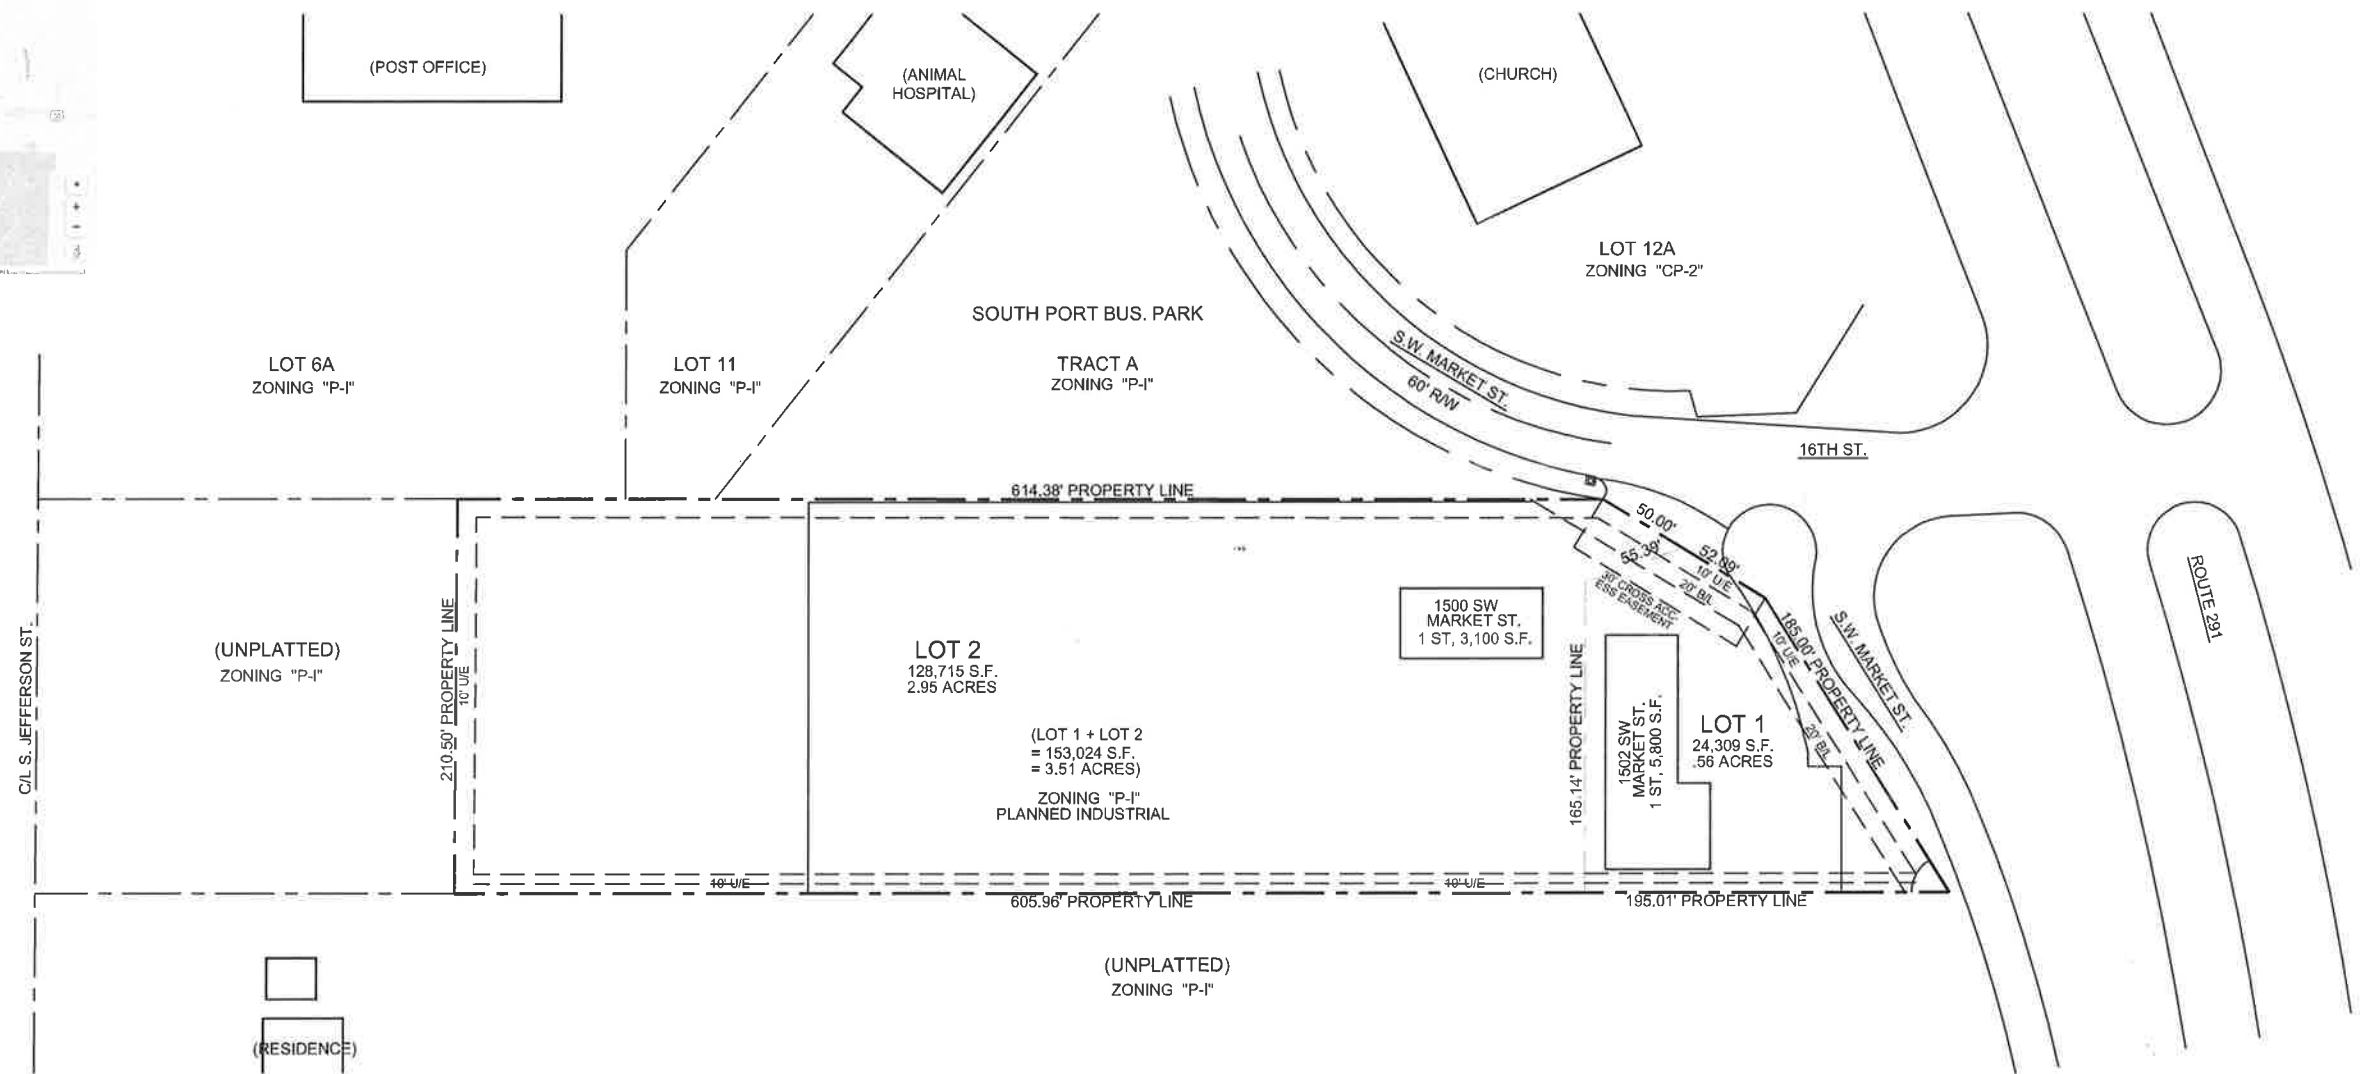 (POST OFFICE)
(ANIMAL
HOSPITAL)
(CHURCH)
LOT 12A
ZONING "CP-2"
SOUTH PORT BUS. PARK
LOT 6A
ZONING "P-I"
LOT 11
ZONING "P-I"
TRACT A
ZONING "P-I"
S.W. MARKET ST.
60' R/W
16TH ST.
614.38' PROPERTY LINE
50.00'
55.39'
52.89'
10' U/E
20' B/L
30' CROSS ACC-
ESS EASEMENT
ROUTE 291
C/L S. JEFFERSON ST.
(UNPLATTED)
ZONING "P-I"
210.50' PROPERTY LINE
10' U/E
LOT 2
128,715 S.F.
2.95 ACRES
(LOT 1 + LOT 2
= 153,024 S.F.
= 3.51 ACRES)
ZONING "P-I"
PLANNED INDUSTRIAL
1500 SW
MARKET ST.
1 ST, 3,100 S.F.
165.14' PROPERTY LINE
1502 SW
MARKET ST.
1 ST, 5,800 S.F.
LOT 1
24,309 S.F.
.56 ACRES
185.00' PROPERTY LINE
10' U/E
20' B/L
S.W. MARKET ST.
10' U/E
10' U/E
605.96' PROPERTY LINE
195.01' PROPERTY LINE
(UNPLATTED)
ZONING "P-I"
(RESIDENCE)